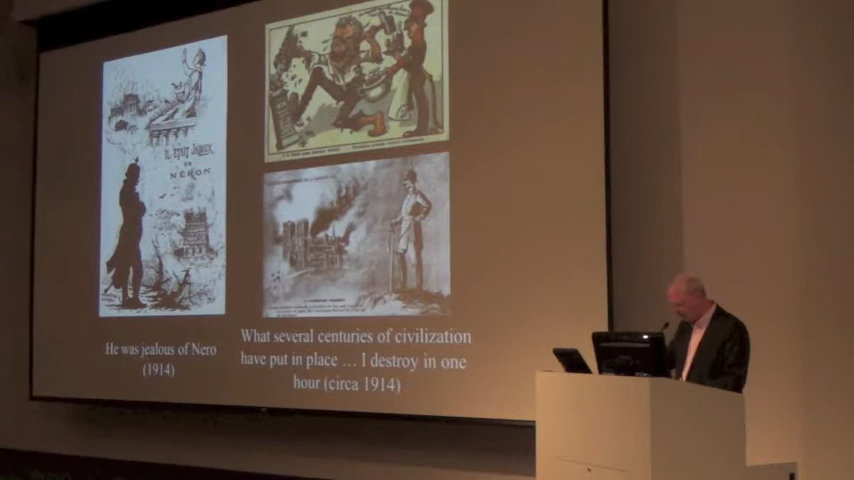 IL ÉTAIT JALOUX
DE
NÉRON
He was jealous of Nero
(1914)
What several centuries of civilization
have put in place ... I destroy in one
hour (circa 1914)